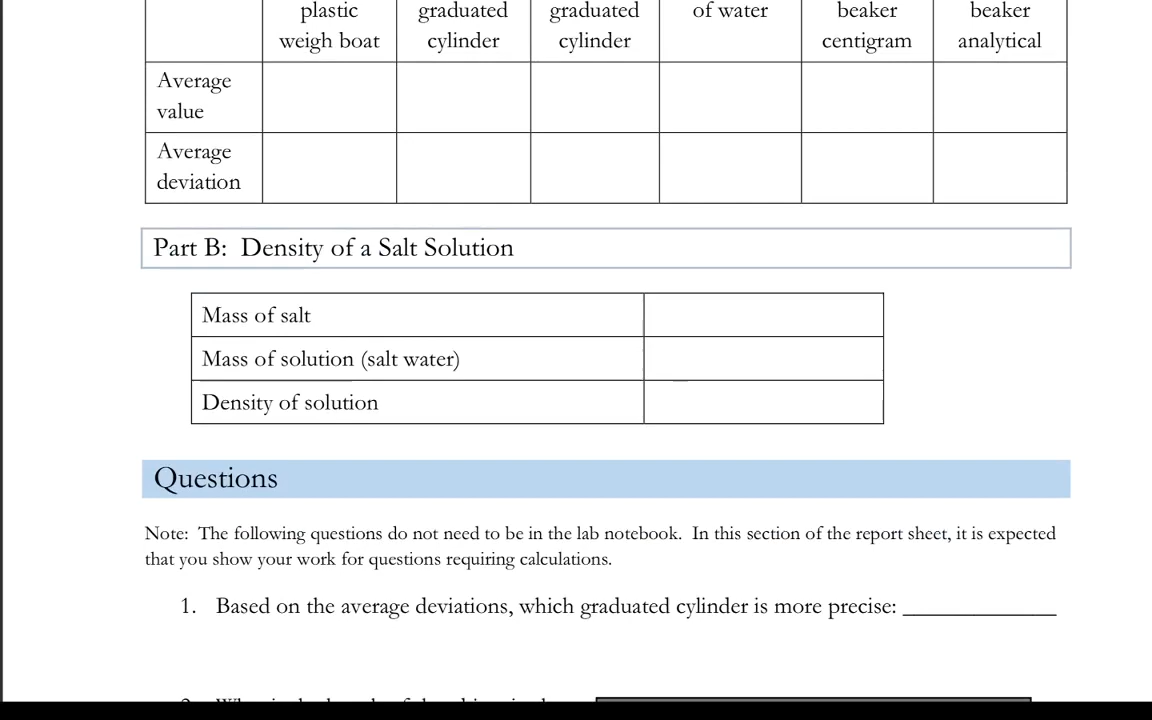 plastic graduated graduated of water beaker beaker
weigh boat cylinder cylinder centigram analytical
Average
value
Average
deviation
Part B: Density of a Salt Solution
Mass of salt
Mass of solution (salt water)
Density of solution
Questions
Note: The following questions do not need to be in the lab notebook. In this section of the report sheet, it is expected
that you show your work for questions requiring calculations.
1. Based on the average deviations, which graduated cylinder is more precise: _____________